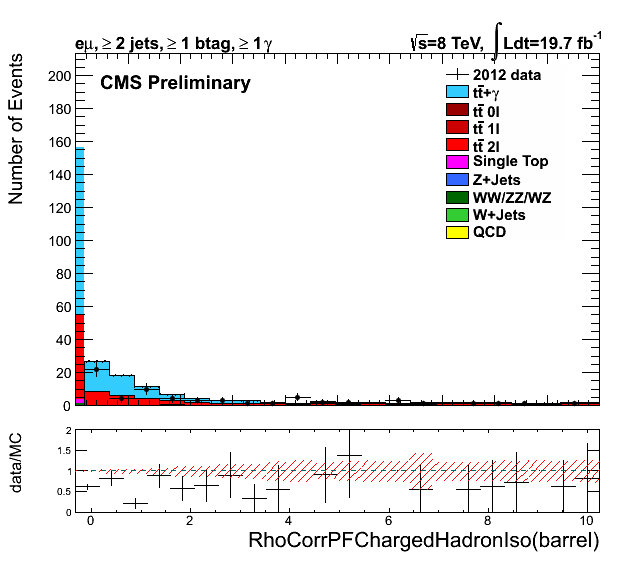 eμ, ≥ 2 jets, ≥ 1 btag, ≥ 1 γ
√s=8 TeV, ∫ Ldt=19.7 fb⁻¹
CMS Preliminary
Number of Events
200
180
160
140
120
100
80
60
40
20
0
2012 data
tt̄+γ
tt̄ 0l
tt̄ 1l
tt̄ 2l
Single Top
Z+Jets
WW/ZZ/WZ
W+Jets
QCD
data/MC
2
1.5
1
0.5
0
0 2 4 6 8 10
RhoCorrPFChargedHadronIso(barrel)